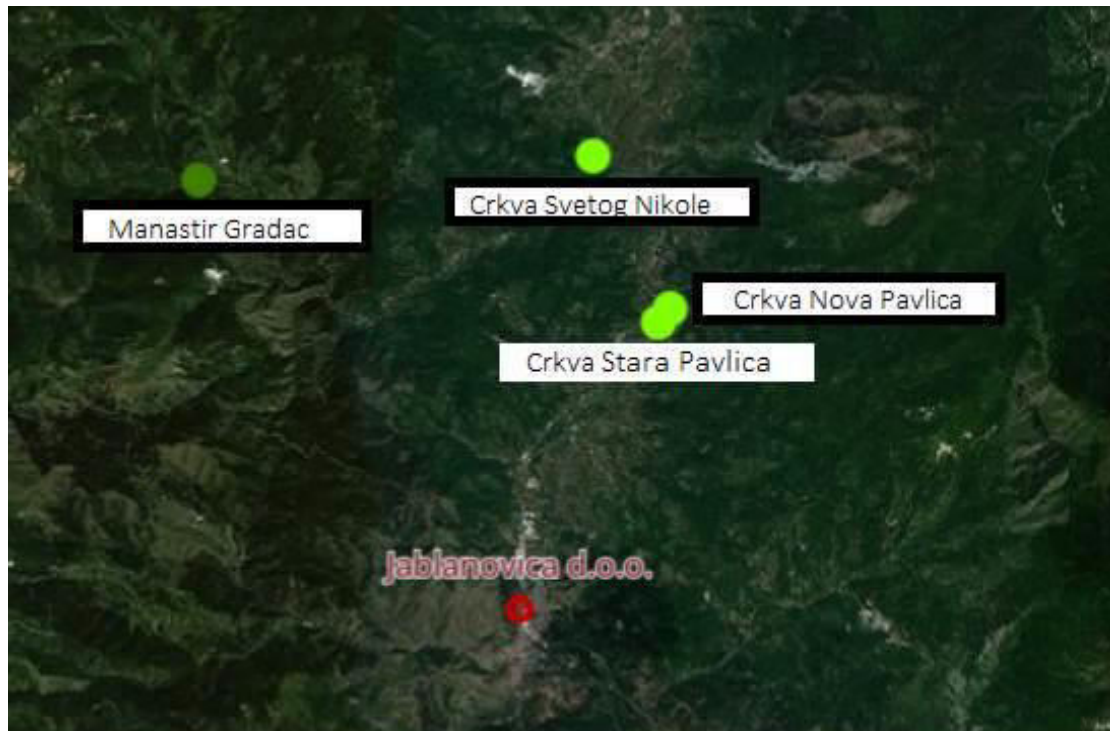 Crkva Svetog Nikole
Manastir Gradac
Crkva Nova Pavlica
Crkva Stara Pavlica
Jablanovica d.o.o.